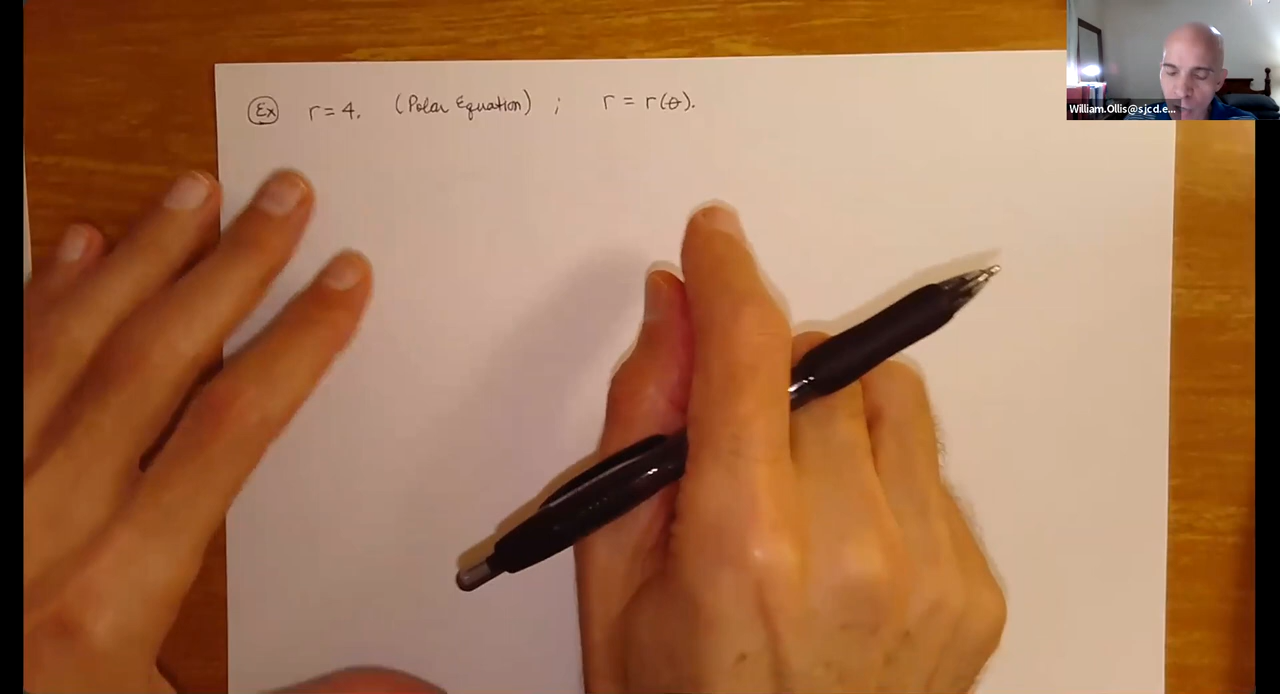 Ex r = 4. (Polar Equation) ; r = r(θ).
William.Ollis@sjcd.e...